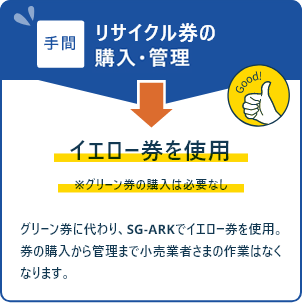 手間
リサイクル券の
購入・管理
Good!
イエロー券を使用
※グリーン券の購入は必要なし
グリーン券に代わり、SG-ARKでイエロー券を使用。
券の購入から管理まで小売業者さまの作業はなく
なります。